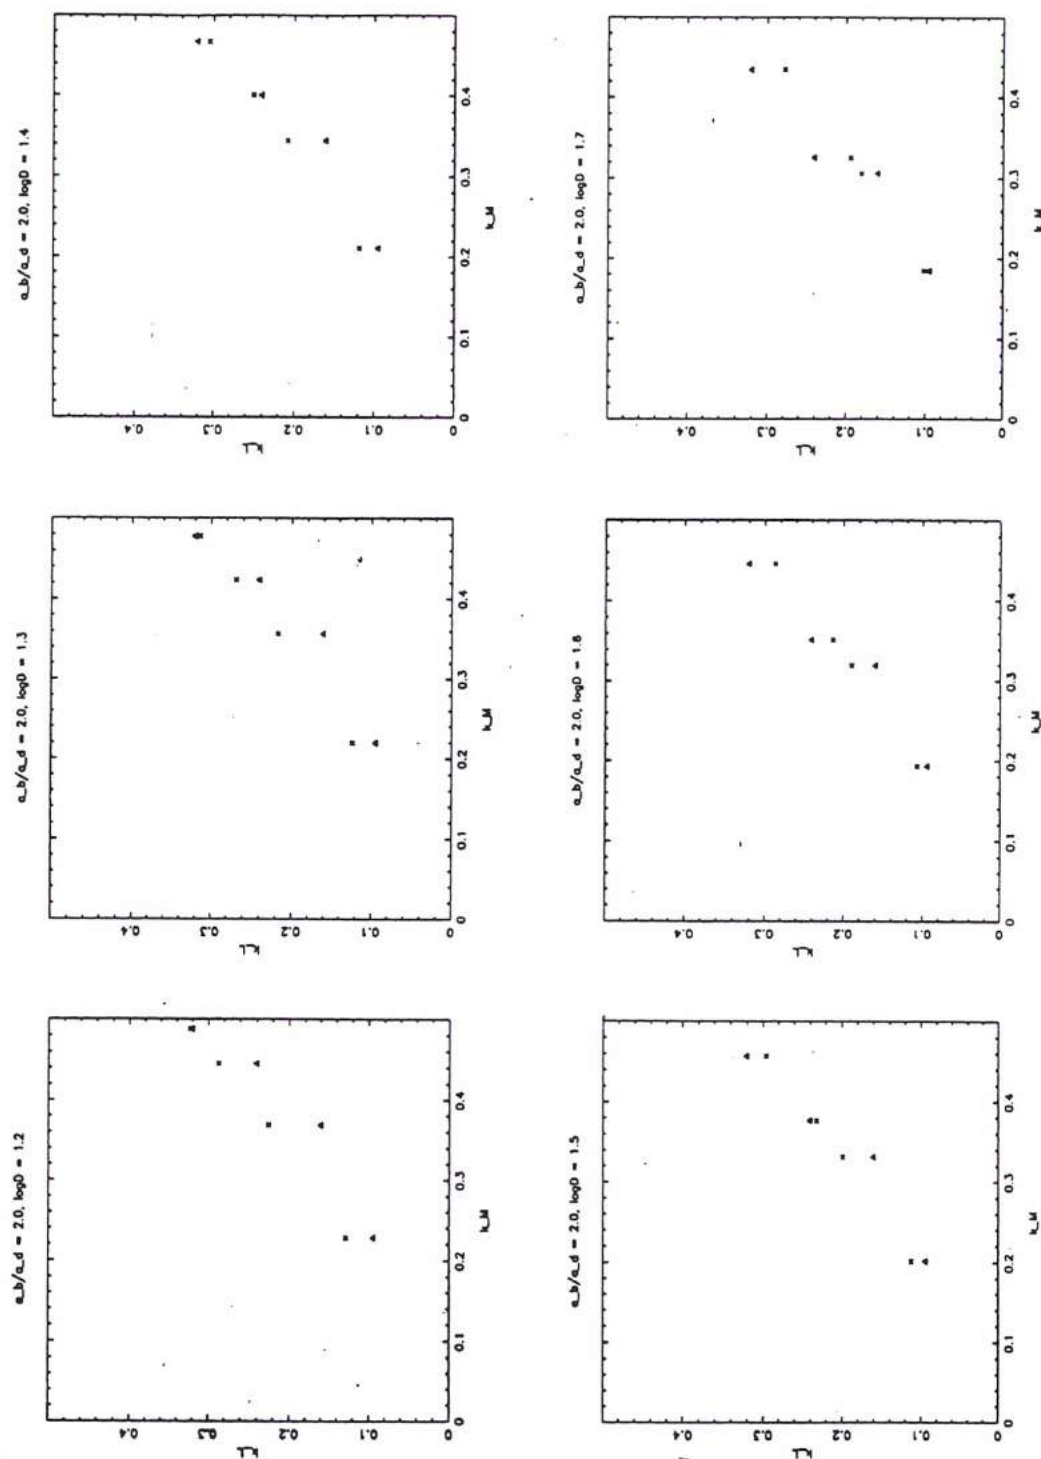 a_b/a_d = 2.0, logD = 1.2
0.4
0.3
0.2
0.1
0
k_L
0 0.1 0.2 0.3 0.4
k_M
a_b/a_d = 2.0, logD = 1.3
0.4
0.3
0.2
0.1
0
k_L
0 0.1 0.2 0.3 0.4
k_M
a_b/a_d = 2.0, logD = 1.4
0.4
0.3
0.2
0.1
0
k_L
0 0.1 0.2 0.3 0.4
k_M
a_b/a_d = 2.0, logD = 1.5
0.4
0.3
0.2
0.1
0
k_L
0 0.1 0.2 0.3 0.4
k_M
a_b/a_d = 2.0, logD = 1.6
0.4
0.3
0.2
0.1
0
k_L
0 0.1 0.2 0.3 0.4
k_M
a_b/a_d = 2.0, logD = 1.7
0.4
0.3
0.2
0.1
0
k_L
0 0.1 0.2 0.3 0.4
k_M